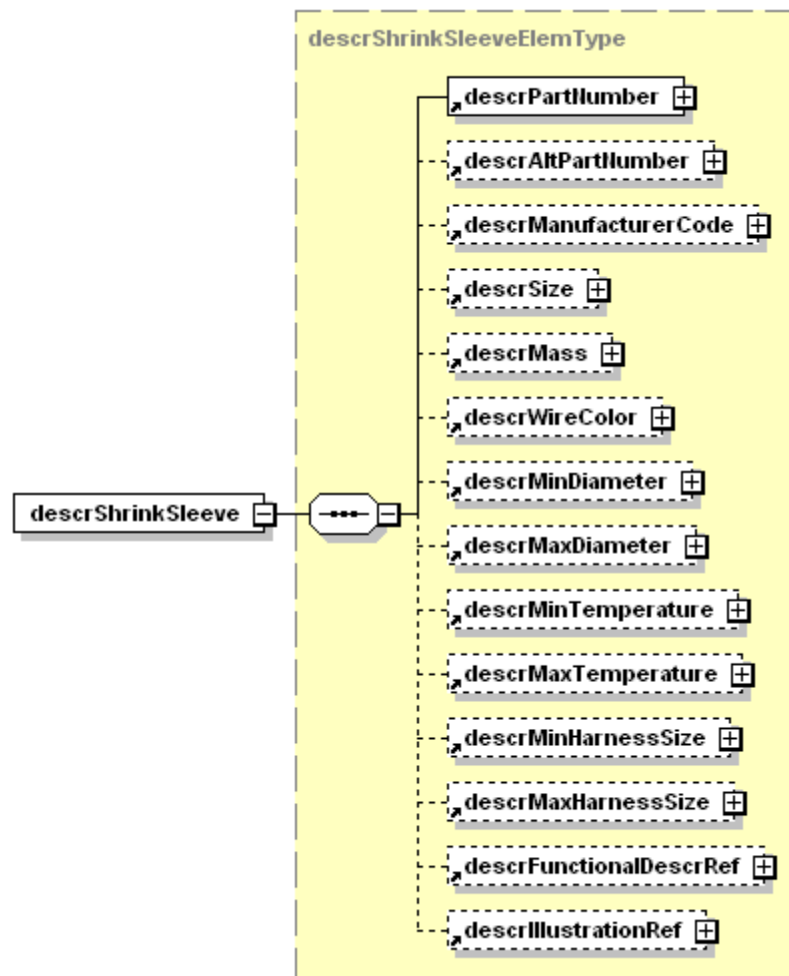 descrShrinkSleeveElemType
descrPartNumber
descrAltPartNumber
descrManufacturerCode
descrSize
descrMass
descrWireColor
descrMinDiameter
descrShrinkSleeve
descrMaxDiameter
descrMinTemperature
descrMaxTemperature
descrMinHarnessSize
descrMaxHarnessSize
descrFunctionalDescrRef
descrIllustrationRef